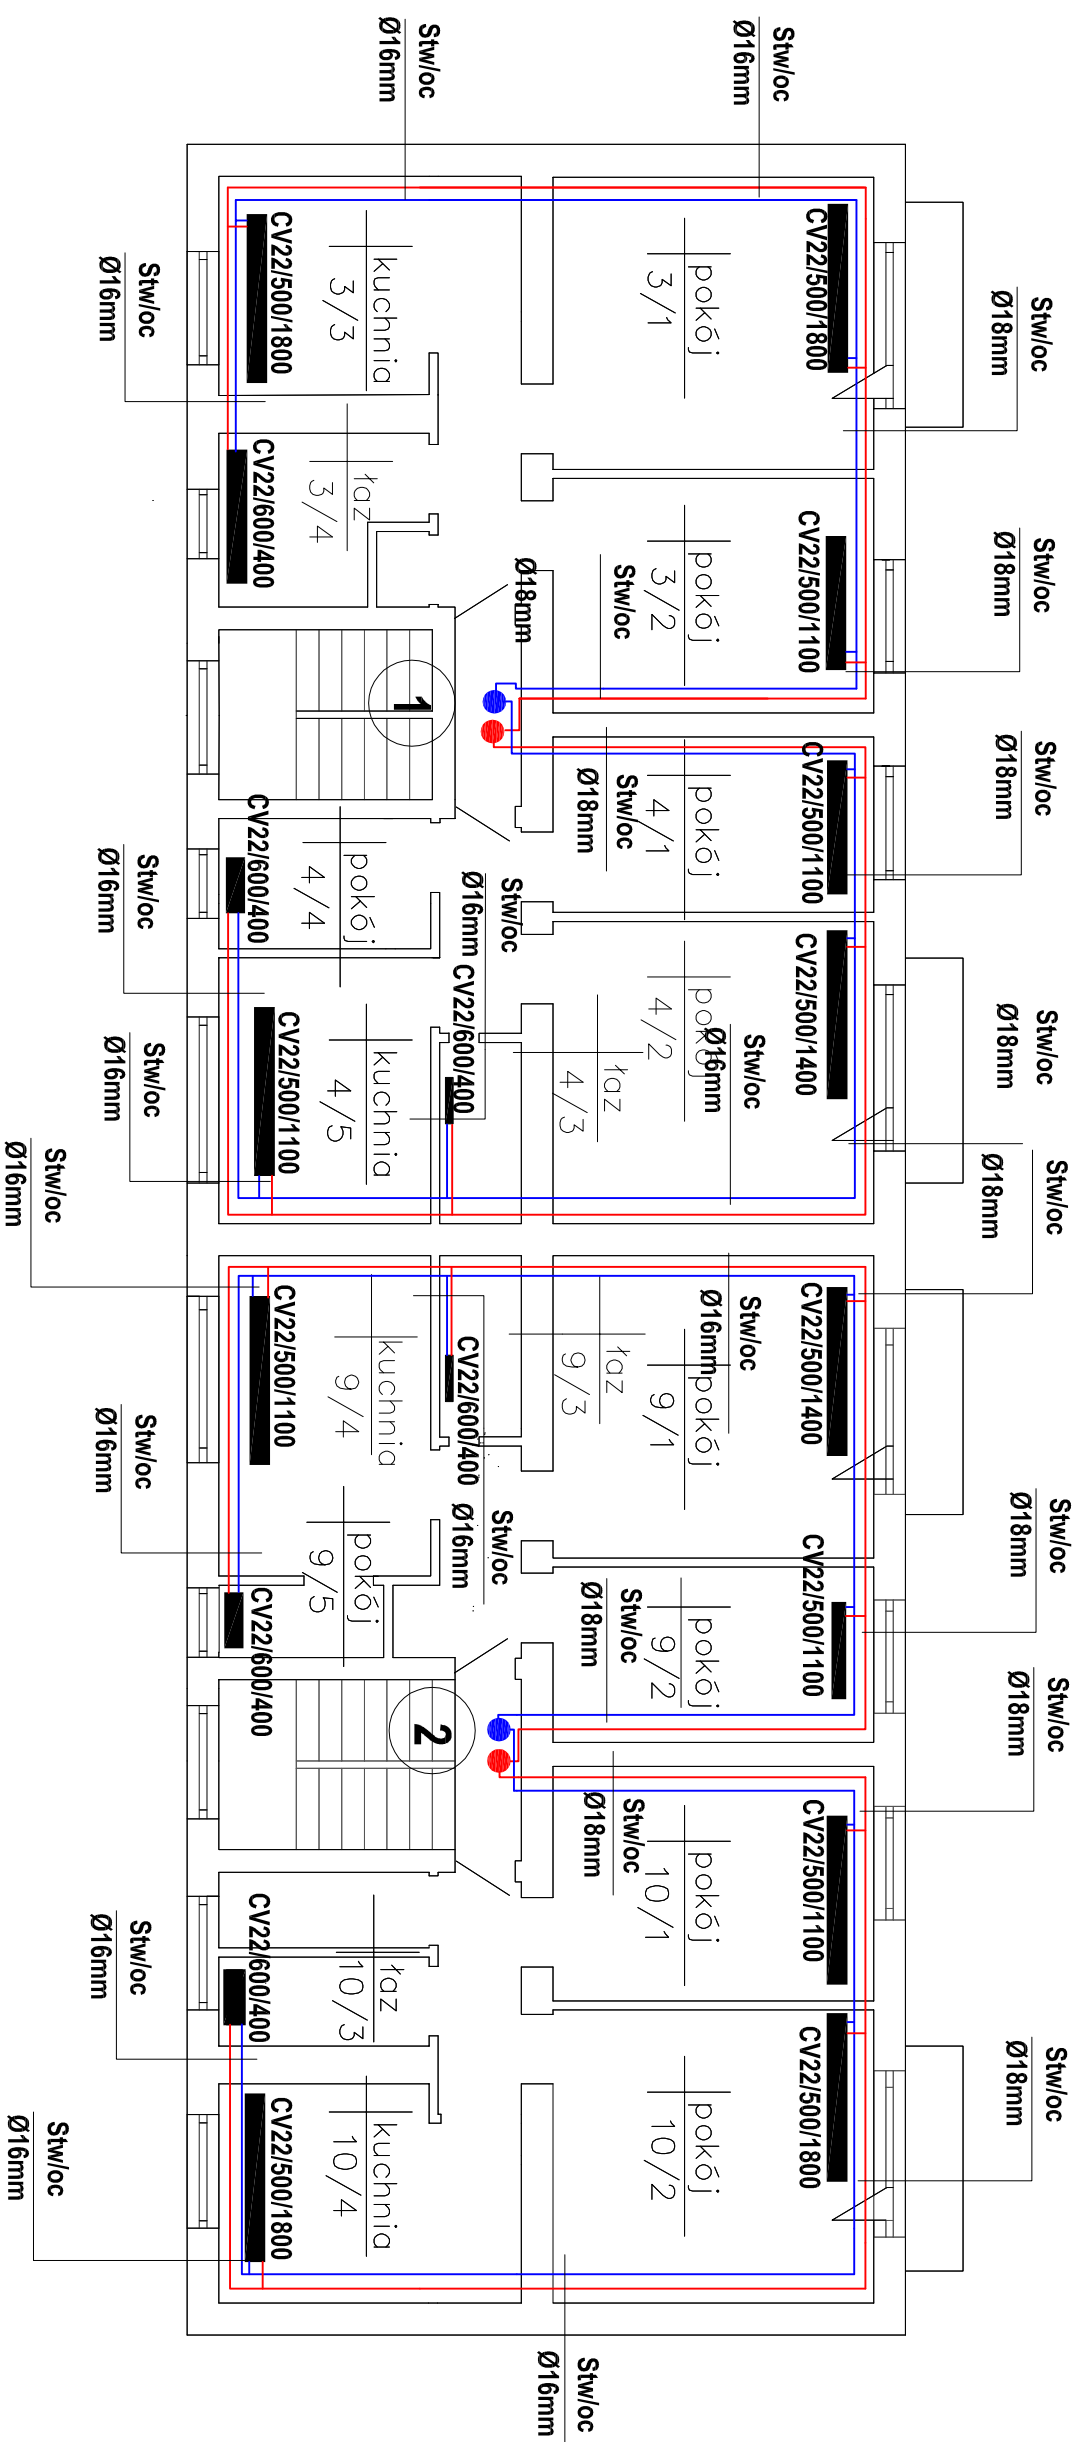 Stw/oc
Ø16mm
Stw/oc
Ø16mm
CV22/500/1800
kuchnia
3/3
pokój
3/1
CV22/500/1800
Stw/oc
Ø16mm
Stw/oc
Ø18mm
CV22/600/400
łaz
3/4
Ø18mm
Stw/oc
pokój
3/2
CV22/500/1100
Stw/oc
Ø18mm
1
CV22/600/400
pokój
4/4
Stw/oc
Ø18mm
pokój
4/1
CV22/500/1100
Stw/oc
Ø18mm
Stw/oc
Ø16mm
Stw/oc
Ø16mm
CV22/600/400
pokój
4/2
CV22/500/1400
Stw/oc
Ø18mm
Stw/oc
Ø16mm
CV22/500/1100
kuchnia
4/5
łaz
4/3
Stw/oc
Ø16mm
Stw/oc
Ø16mm
Stw/oc
Ø18mm
CV22/500/1100
kuchnia
9/4
CV22/600/400
łaz
9/3
Stw/oc
Ø16mm
pokój
9/1
CV22/500/1400
Stw/oc
Ø16mm
Stw/oc
Ø16mm
pokój
9/5
CV22/600/400
Stw/oc
Ø18mm
pokój
9/2
CV22/500/1100
Stw/oc
Ø18mm
2
Stw/oc
Ø18mm
Stw/oc
Ø18mm
pokój
10/1
CV22/500/1100
CV22/600/400
łaz
10/3
Stw/oc
Ø16mm
pokój
10/2
CV22/500/1800
Stw/oc
Ø18mm
CV22/500/1800
kuchnia
10/4
Stw/oc
Ø16mm
Stw/oc
Ø16mm